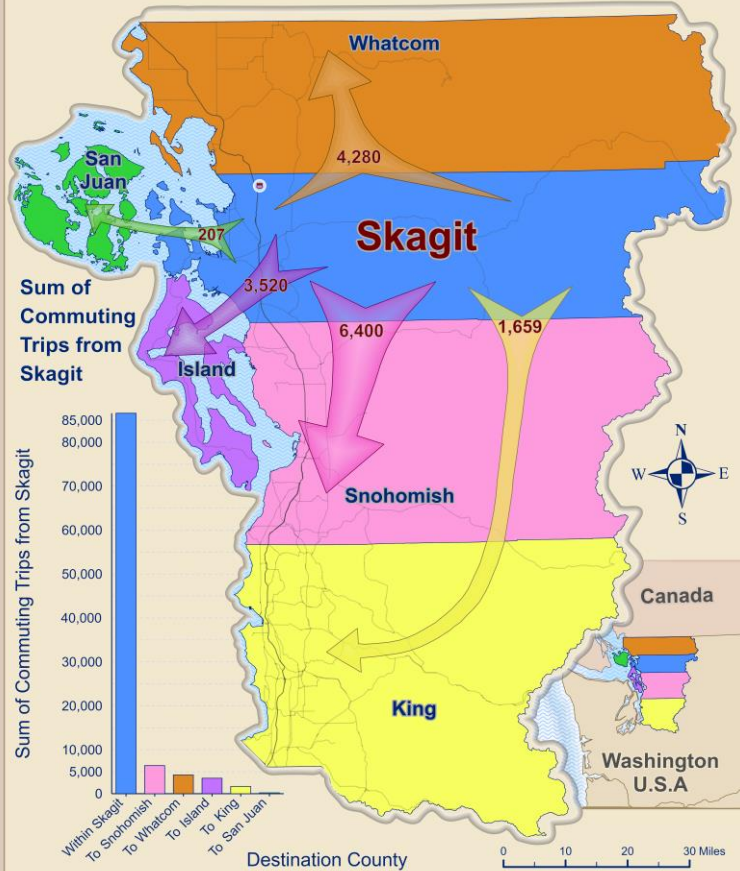 Whatcom
4,280
San
Juan
207
Skagit
3,520
6,400
1,659
Island
Snohomish
King
Sum of
Commuting
Trips from
Skagit
Sum of Commuting Trips from Skagit
85,000
80,000
70,000
60,000
50,000
40,000
30,000
20,000
10,000
5,000
0
Within Skagit
To Snohomish
To Whatcom
To Island
To King
To San Juan
Destination County
N
W
E
S
Canada
Washington
U.S.A
0 10 20 30 Miles